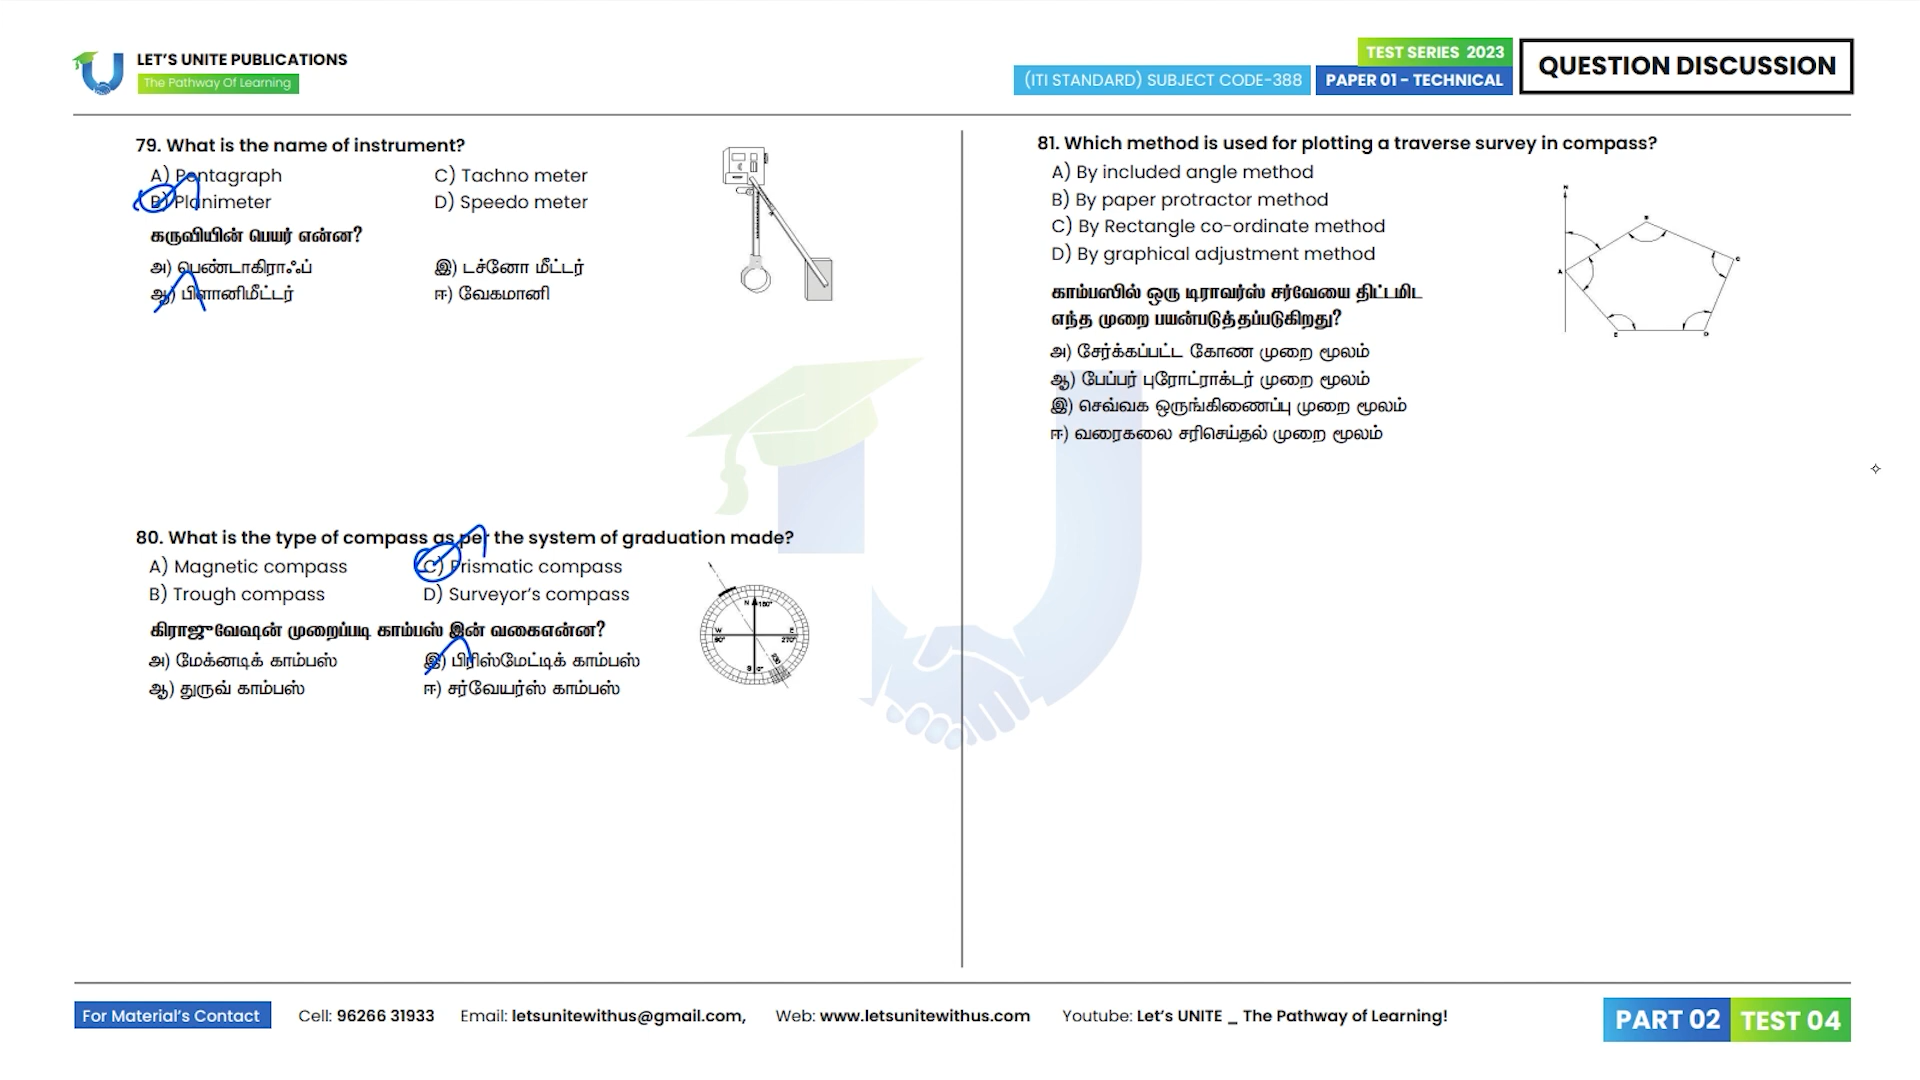 LET'S UNITE PUBLICATIONS
The Pathway Of Learning
TEST SERIES 2023
(ITI STANDARD) SUBJECT CODE-388
PAPER 01 - TECHNICAL
QUESTION DISCUSSION
79. What is the name of instrument?
A) Pentagraph
C) Tachno meter
B) Planimeter
D) Speedo meter
கருவியின் பெயர் என்ன?
அ) பெண்டாகிராஃப்
இ) டச்னோ மீட்டர்
ஆ) பிளானிமீட்டர்
ஈ) வேகமானி
80. What is the type of compass as per the system of graduation made?
A) Magnetic compass
C) Prismatic compass
B) Trough compass
D) Surveyor's compass
கிராஜுவேஷன் முறைப்படி காம்பஸ் இன் வகைஎன்ன?
அ) மேக்னடிக் காம்பஸ்
இ) பிரிஸ்மேட்டிக் காம்பஸ்
ஆ) துருவ் காம்பஸ்
ஈ) சர்வேயர்ஸ் காம்பஸ்
N 180°
W E
90° 270°
S 0°
81. Which method is used for plotting a traverse survey in compass?
A) By included angle method
B) By paper protractor method
C) By Rectangle co-ordinate method
D) By graphical adjustment method
காம்பஸில் ஒரு டிராவர்ஸ் சர்வேயை திட்டமிட
எந்த முறை பயன்படுத்தப்படுகிறது?
அ) சேர்க்கப்பட்ட கோண முறை மூலம்
ஆ) பேப்பர் புரோட்ராக்டர் முறை மூலம்
இ) செவ்வக ஒருங்கிணைப்பு முறை மூலம்
ஈ) வரைகலை சரிசெய்தல் முறை மூலம்
N
B
C
A
E D
For Material's Contact
Cell: 96266 31933
Email: letsunitewithus@gmail.com,
Web: www.letsunitewithus.com
Youtube: Let's UNITE _ The Pathway of Learning!
PART 02
TEST 04